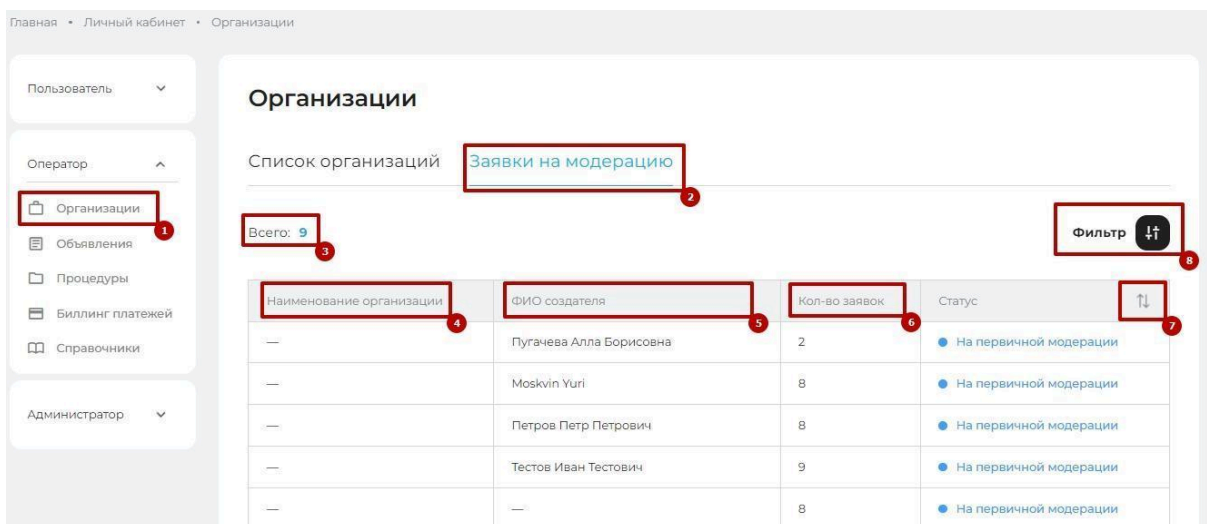 Главная • Личный кабинет • Организации
Пользователь
Оператор
Организации
1
Объявления
Процедуры
Биллинг платежей
Справочники
Администратор
Организации
Список организаций Заявки на модерацию
2
Всего: 9
3
Фильтр
8
Наименование организации ФИО создателя Кол-во заявок Статус
4 5 6 7
— Пугачева Алла Борисовна 2 На первичной модерации
— Moskvin Yuri 8 На первичной модерации
— Петров Петр Петрович 8 На первичной модерации
— Тестов Иван Тестович 9 На первичной модерации
— — 8 На первичной модерации